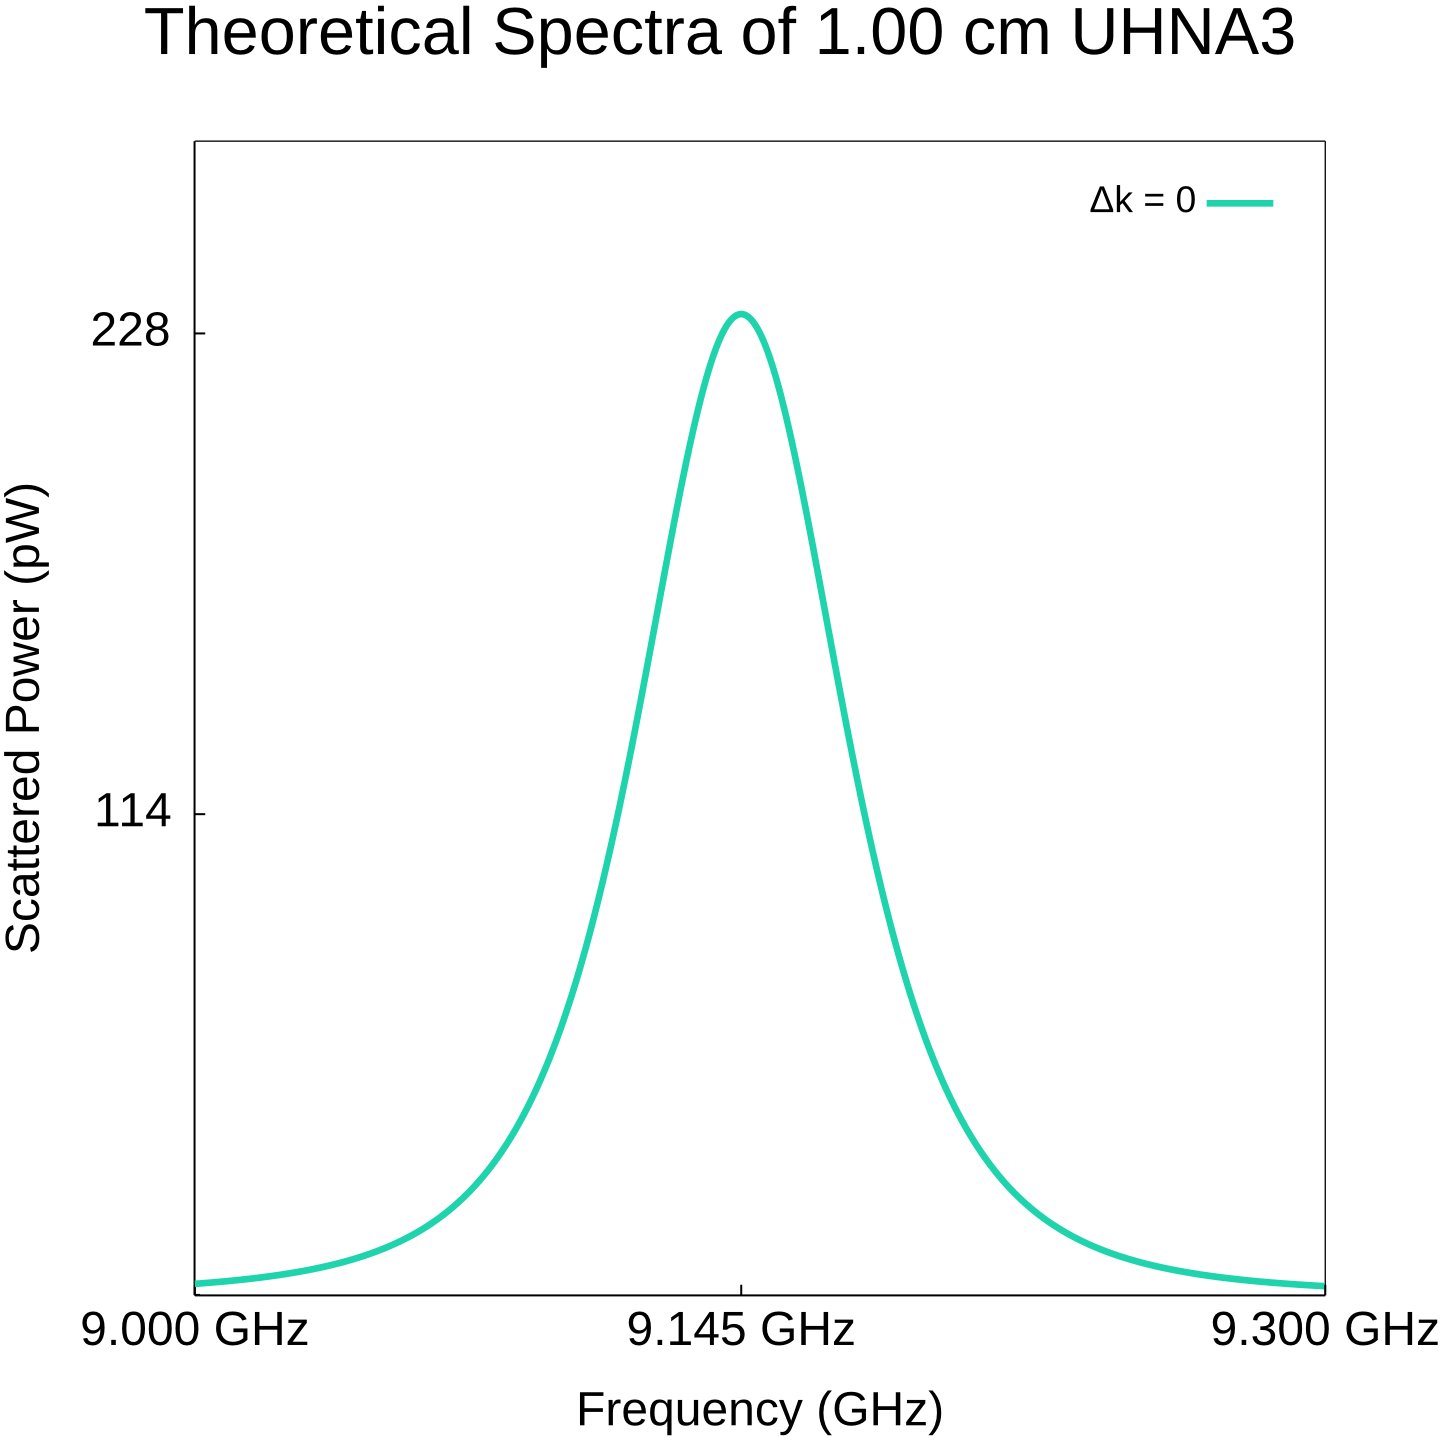 Theoretical Spectra of 1.00 cm UHNA3
Δk = 0
228
114
Scattered Power (pW)
9.000 GHz
9.145 GHz
9.300 GHz
Frequency (GHz)